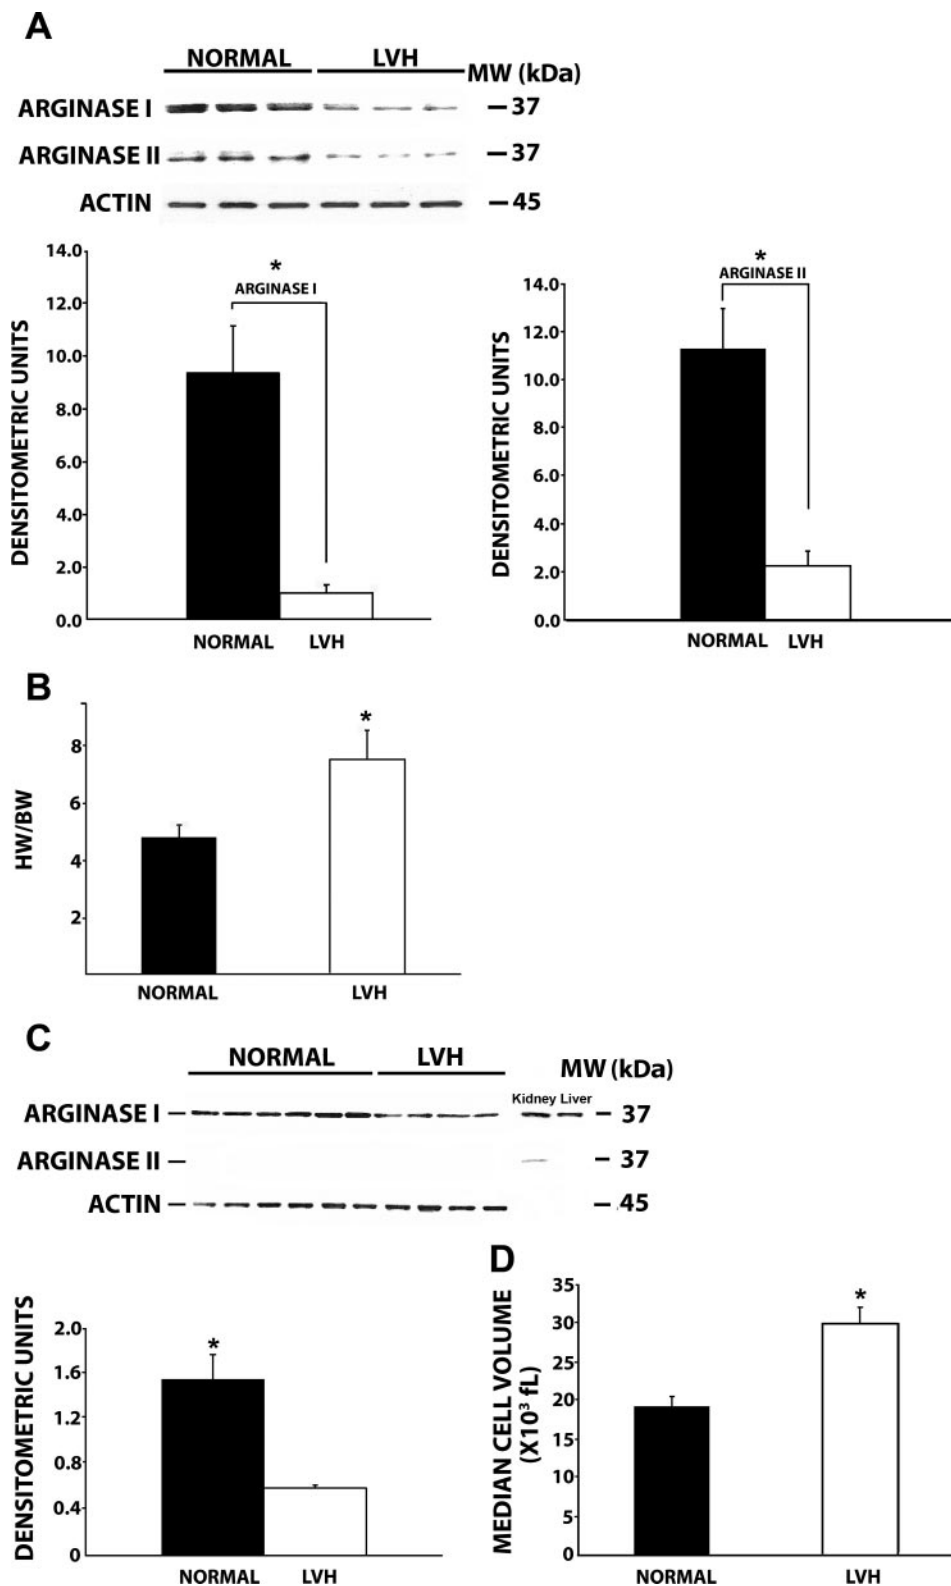 A
NORMAL LVH
MW (kDa)
ARGINASE I 37
ARGINASE II 37
ACTIN 45
DENSITOMETRIC UNITS
14.0
12.0
10.0
8.0
6.0
4.0
2.0
0.0
*
ARGINASE I
NORMAL LVH
DENSITOMETRIC UNITS
14.0
12.0
10.0
8.0
6.0
4.0
2.0
0.0
*
ARGINASE II
NORMAL LVH
B
HW/BW
8
6
4
2
*
NORMAL LVH
C
NORMAL LVH
MW (kDa)
Kidney Liver
ARGINASE I 37
ARGINASE II 37
ACTIN 45
DENSITOMETRIC UNITS
2.0
1.6
1.2
0.8
0.4
0
*
NORMAL LVH
D
MEDIAN CELL VOLUME
(X10³ fL)
35
30
25
20
15
10
5
0
*
NORMAL LVH